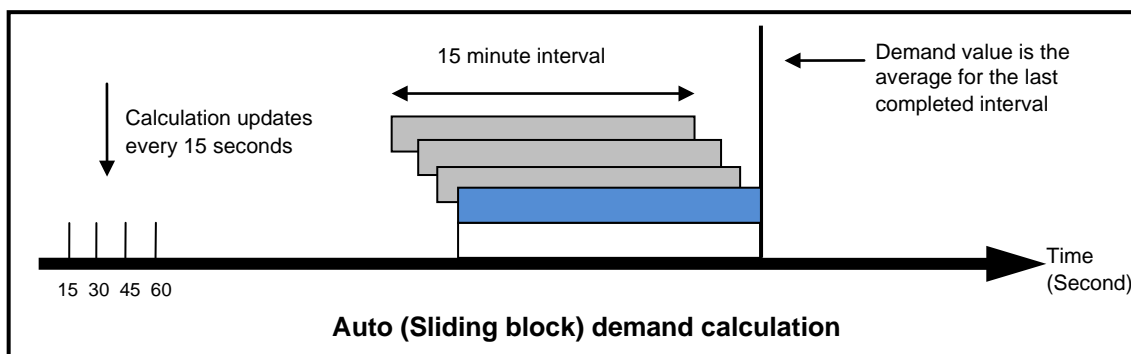 15 minute interval
Demand value is the
average for the last
completed interval
Calculation updates
every 15 seconds
15 30 45 60
Time
(Second)
Auto (Sliding block) demand calculation